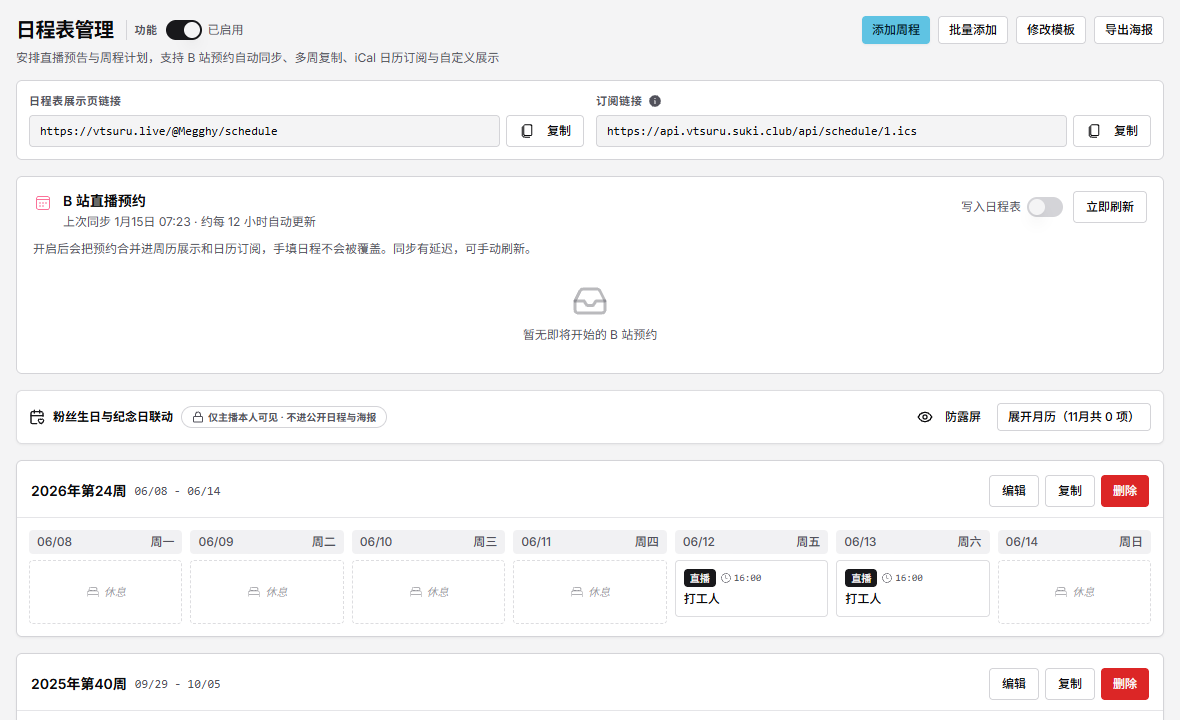 日程表管理 功能 已启用 添加周程 批量添加 修改模板 导出海报
安排直播预告与周程计划，支持 B 站预约自动同步、多周复制、iCal 日历订阅与自定义展示
日程表展示页链接 订阅链接
https://vtsuru.live/@Megghy/schedule 复制 https://api.vtsuru.suki.club/api/schedule/1.ics 复制
B 站直播预约
上次同步 1月15日 07:23 · 约每 12 小时自动更新 写入日程表 立即刷新
开启后会把预约合并进周历展示和日历订阅，手填日程不会被覆盖。同步有延迟，可手动刷新。
暂无即将开始的 B 站预约
粉丝生日与纪念日联动 仅主播本人可见 · 不进公开日程与海报 防露屏 展开月历（11月共 0 项）
2026年第24周 06/08 - 06/14 编辑 复制 删除
06/08 周一 06/09 周二 06/10 周三 06/11 周四 06/12 周五 06/13 周六 06/14 周日
休息 休息 休息 休息 直播 16:00 直播 16:00 休息
打工人 打工人
2025年第40周 09/29 - 10/05 编辑 复制 删除